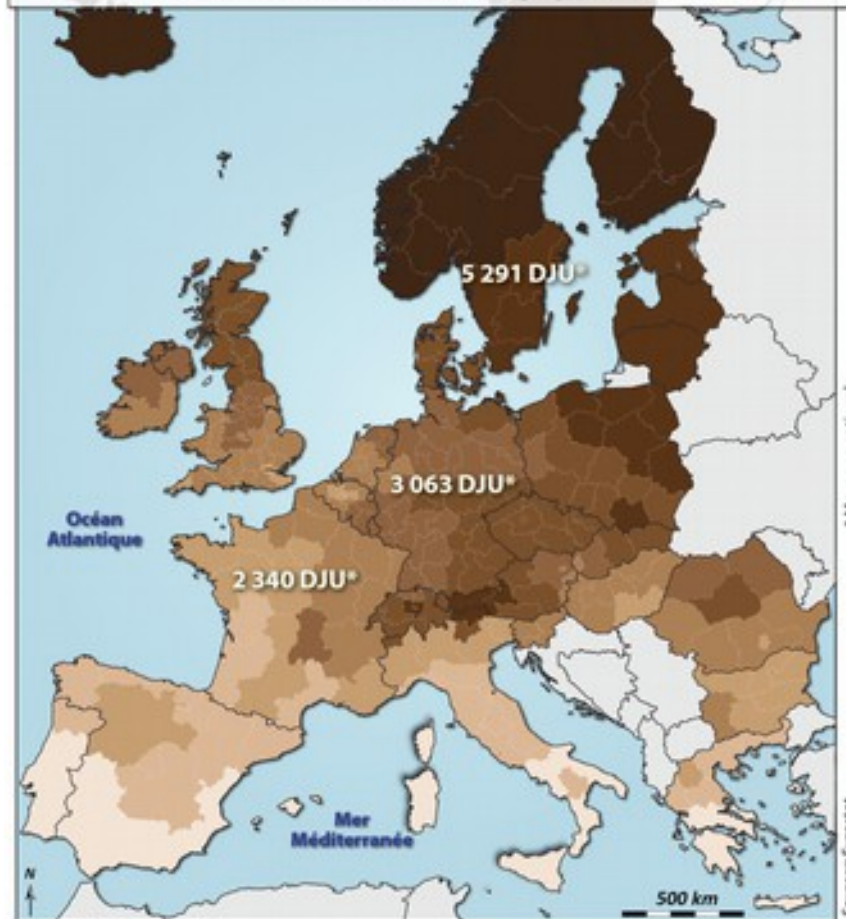 5 291 DJU*
3 063 DJU*
Océan
Atlantique
2 340 DJU*
Mer
Méditerranée
N
500 km